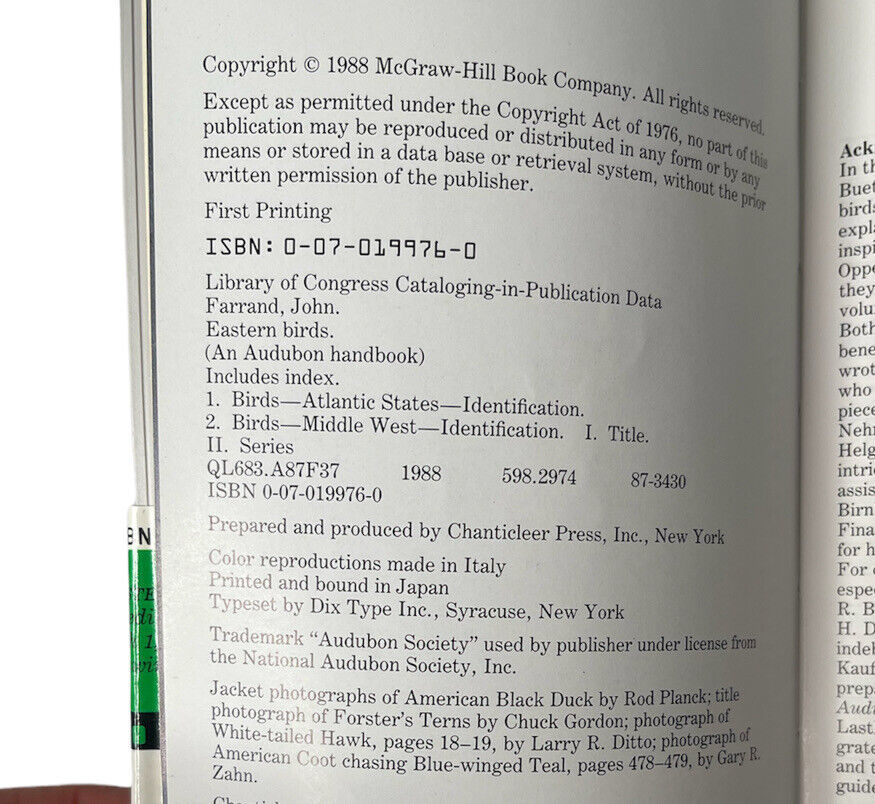 Copyright © 1988 McGraw-Hill Book Company. All rights reserved.
Except as permitted under the Copyright Act of 1976, no part of this
publication may be reproduced or distributed in any form or by any
means or stored in a data base or retrieval system, without the prior
written permission of the publisher.
First Printing
ISBN: 0-07-019976-0
Library of Congress Cataloging-in-Publication Data
Farrand, John.
Eastern birds.
(An Audubon handbook)
Includes index.
1. Birds—Atlantic States—Identification.
2. Birds—Middle West—Identification. I. Title.
II. Series
QL683.A87F37 1988 598.2974 87-3430
ISBN 0-07-019976-0
Prepared and produced by Chanticleer Press, Inc., New York
Color reproductions made in Italy
Printed and bound in Japan
Typeset by Dix Type Inc., Syracuse, New York
Trademark “Audubon Society” used by publisher under license from
the National Audubon Society, Inc.
Jacket photographs of American Black Duck by Rod Planck; title
photograph of Forster's Terns by Chuck Gordon; photograph of
White-tailed Hawk, pages 18–19, by Larry R. Ditto; photograph of
American Coot chasing Blue-winged Teal, pages 478–479, by Gary R.
Zahn.
Ack
In th
Buet
birds
expl
inspi
Oppe
they
volu
Both
bene
wrot
who
piece
Nehr
Helg
intri
assis
Birn
Fina
for h
For
espe
R. B
H. D
indeb
Kauf
prep
Aud
Last
grate
and t
guide